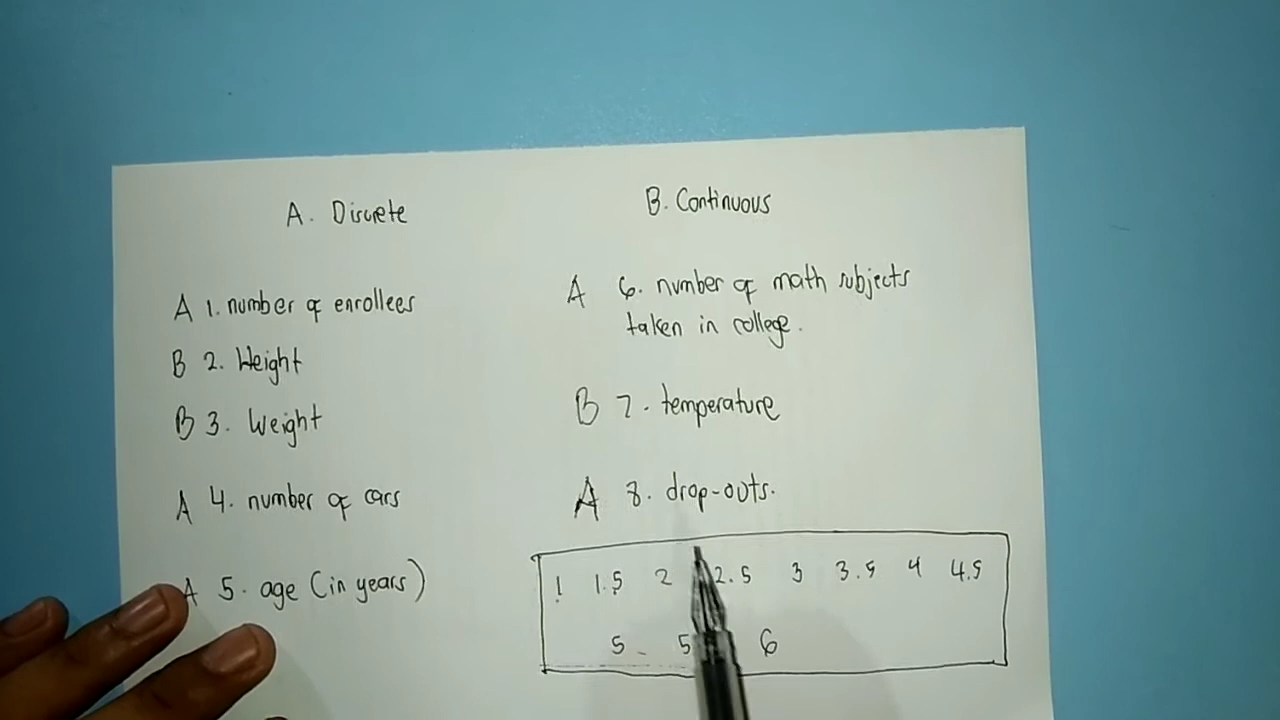 A. Discrete
B. Continuous
A 1. number of enrollees
B 2. Height
B 3. Weight
A 4. number of cars
A 5. age (in years)
A 6. number of math subjects
taken in college.
B 7. temperature
A 8. drop-outs.
1 1.5 2 2.5 3 3.5 4 4.5
5 5 6